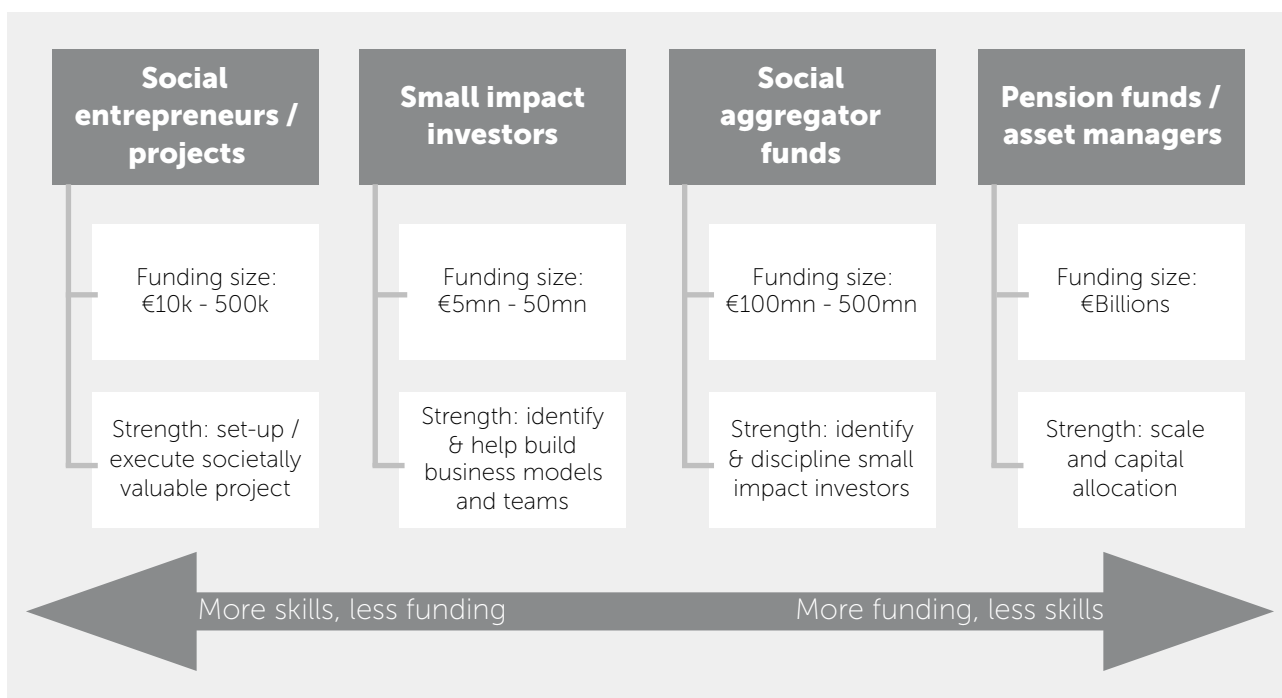 Social
entrepreneurs /
projects
Funding size:
€10k - 500k
Strength: set-up /
execute societally
valuable project
Small impact
investors
Funding size:
€5mn - 50mn
Strength: identify
& help build
business models
and teams
Social
aggregator
funds
Funding size:
€100mn - 500mn
Strength: identify
& discipline small
impact investors
Pension funds /
asset managers
Funding size:
€Billions
Strength: scale
and capital
allocation
More skills, less funding
More funding, less skills